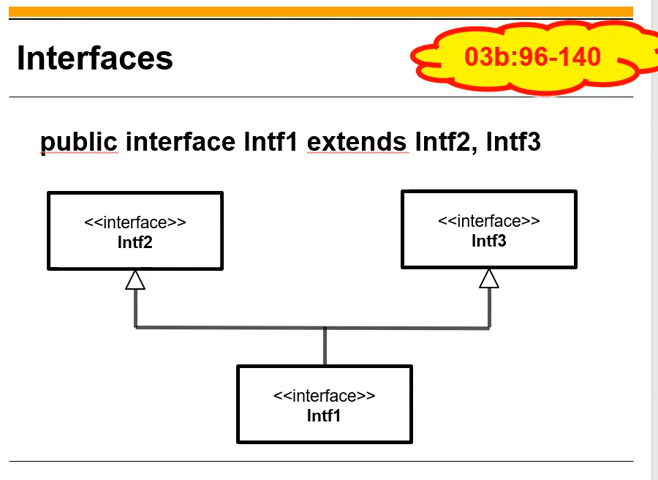 Interfaces
03b:96-140
public interface Intf1 extends Intf2, Intf3
<<interface>>
Intf2
<<interface>>
Intf3
<<interface>>
Intf1